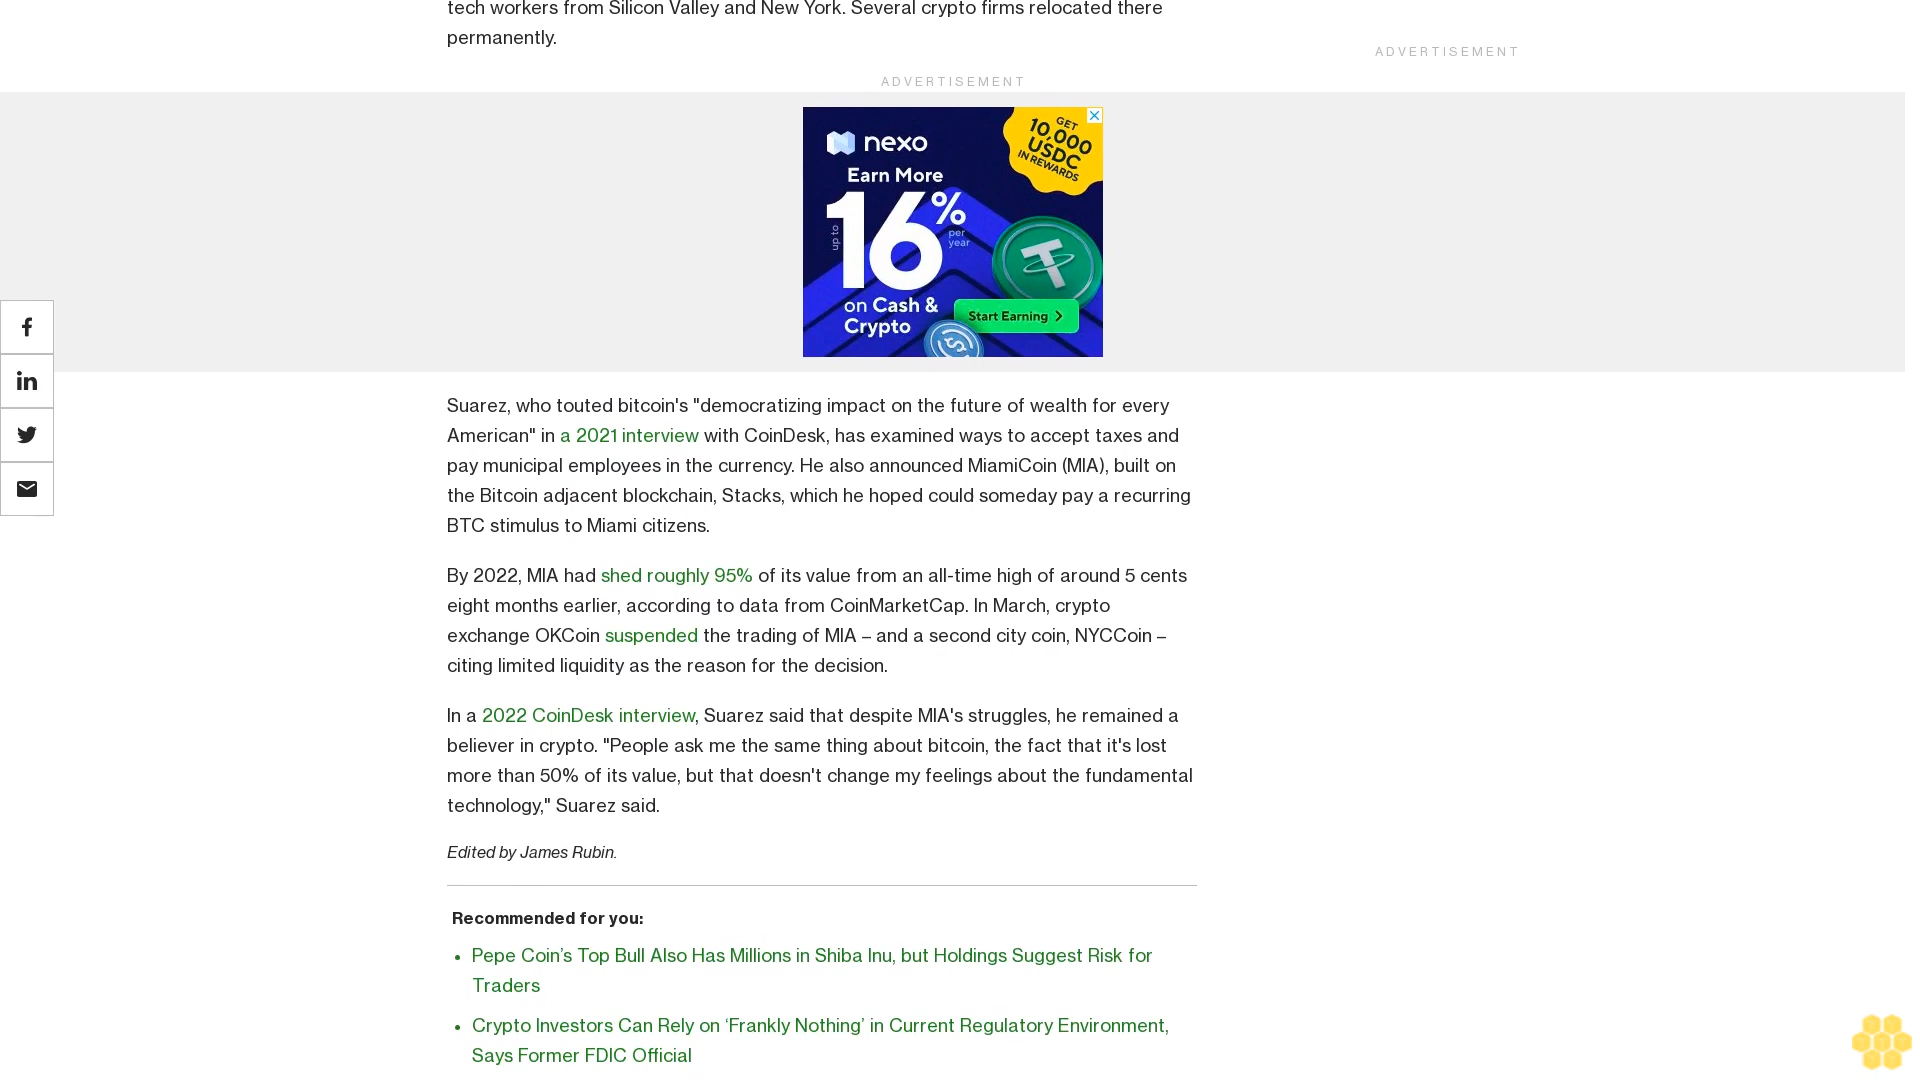 tech workers from Silicon Valley and New York. Several crypto firms relocated there
permanently.
ADVERTISEMENT
ADVERTISEMENT
nexo
GET
10,000
USDC
IN REWARDS
Earn More
up to
16%
per
year
on Cash &
Crypto
Start Earning
Suarez, who touted bitcoin's "democratizing impact on the future of wealth for every
American" in a 2021 interview with CoinDesk, has examined ways to accept taxes and
pay municipal employees in the currency. He also announced MiamiCoin (MIA), built on
the Bitcoin adjacent blockchain, Stacks, which he hoped could someday pay a recurring
BTC stimulus to Miami citizens.
By 2022, MIA had shed roughly 95% of its value from an all-time high of around 5 cents
eight months earlier, according to data from CoinMarketCap. In March, crypto
exchange OKCoin suspended the trading of MIA – and a second city coin, NYCCoin –
citing limited liquidity as the reason for the decision.
In a 2022 CoinDesk interview, Suarez said that despite MIA's struggles, he remained a
believer in crypto. "People ask me the same thing about bitcoin, the fact that it's lost
more than 50% of its value, but that doesn't change my feelings about the fundamental
technology," Suarez said.
Edited by James Rubin.
Recommended for you:
• Pepe Coin’s Top Bull Also Has Millions in Shiba Inu, but Holdings Suggest Risk for
Traders
• Crypto Investors Can Rely on ‘Frankly Nothing’ in Current Regulatory Environment,
Says Former FDIC Official